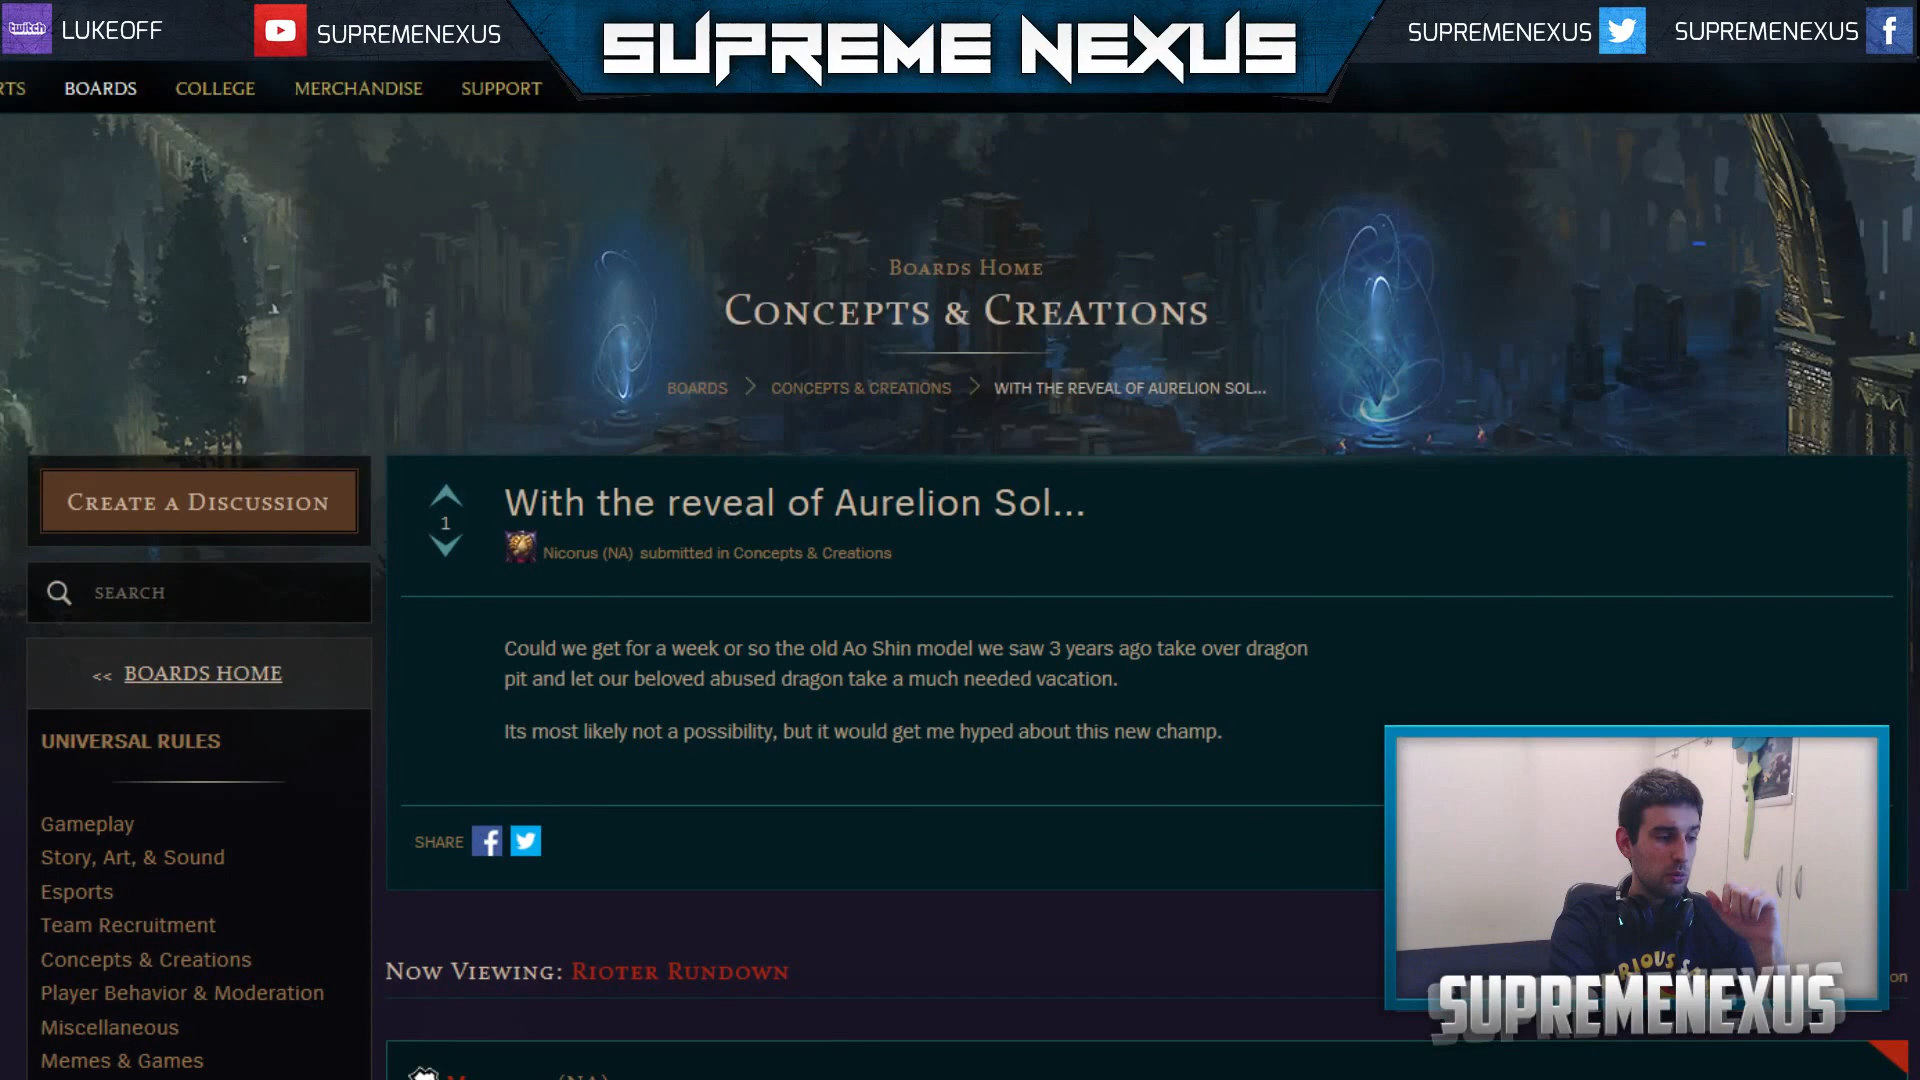 LUKEOFF
SUPREMENEXUS
SUPREME NEXUS
SUPREMENEXUS
SUPREMENEXUS
BOARDS
COLLEGE
MERCHANDISE
SUPPORT
BOARDS HOME
CONCEPTS & CREATIONS
BOARDS > CONCEPTS & CREATIONS > WITH THE REVEAL OF AURELION SOL...
CREATE A DISCUSSION
SEARCH
<< BOARDS HOME
UNIVERSAL RULES
Gameplay
Story, Art, & Sound
Esports
Team Recruitment
Concepts & Creations
Player Behavior & Moderation
Miscellaneous
Memes & Games
1
With the reveal of Aurelion Sol...
Nicorus (NA) submitted in Concepts & Creations
Could we get for a week or so the old Ao Shin model we saw 3 years ago take over dragon
pit and let our beloved abused dragon take a much needed vacation.
Its most likely not a possibility, but it would get me hyped about this new champ.
SHARE
NOW VIEWING: RIOTER RUNDOWN
SUPREMENEXUS